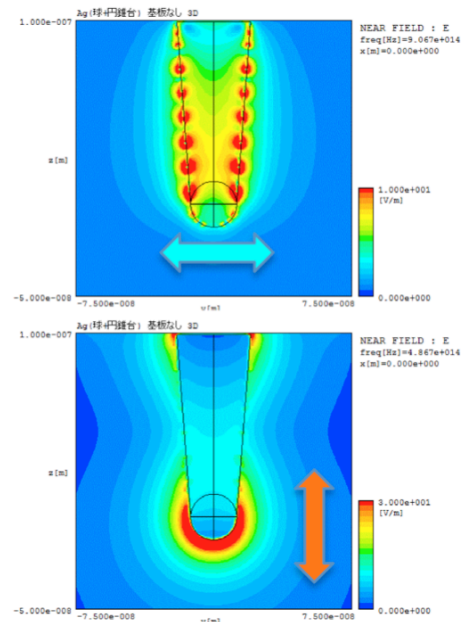 Ag(球+円錐台) 基板なし 3D
1.000e-007
NEAR FIELD : E
freq[Hz]=9.067e+014
x[m]=0.000e+000
z[m]
1.000e+001
[V/m]
0.000e+000
-5.000e-008
-7.500e-008
y[m]
7.500e-008
Ag(球+円錐台) 基板なし 3D
1.000e-007
NEAR FIELD : E
freq[Hz]=4.867e+014
x[m]=0.000e+000
z[m]
3.000e+001
[V/m]
0.000e+000
-5.000e-008
-7.500e-008
y[m]
7.500e-008